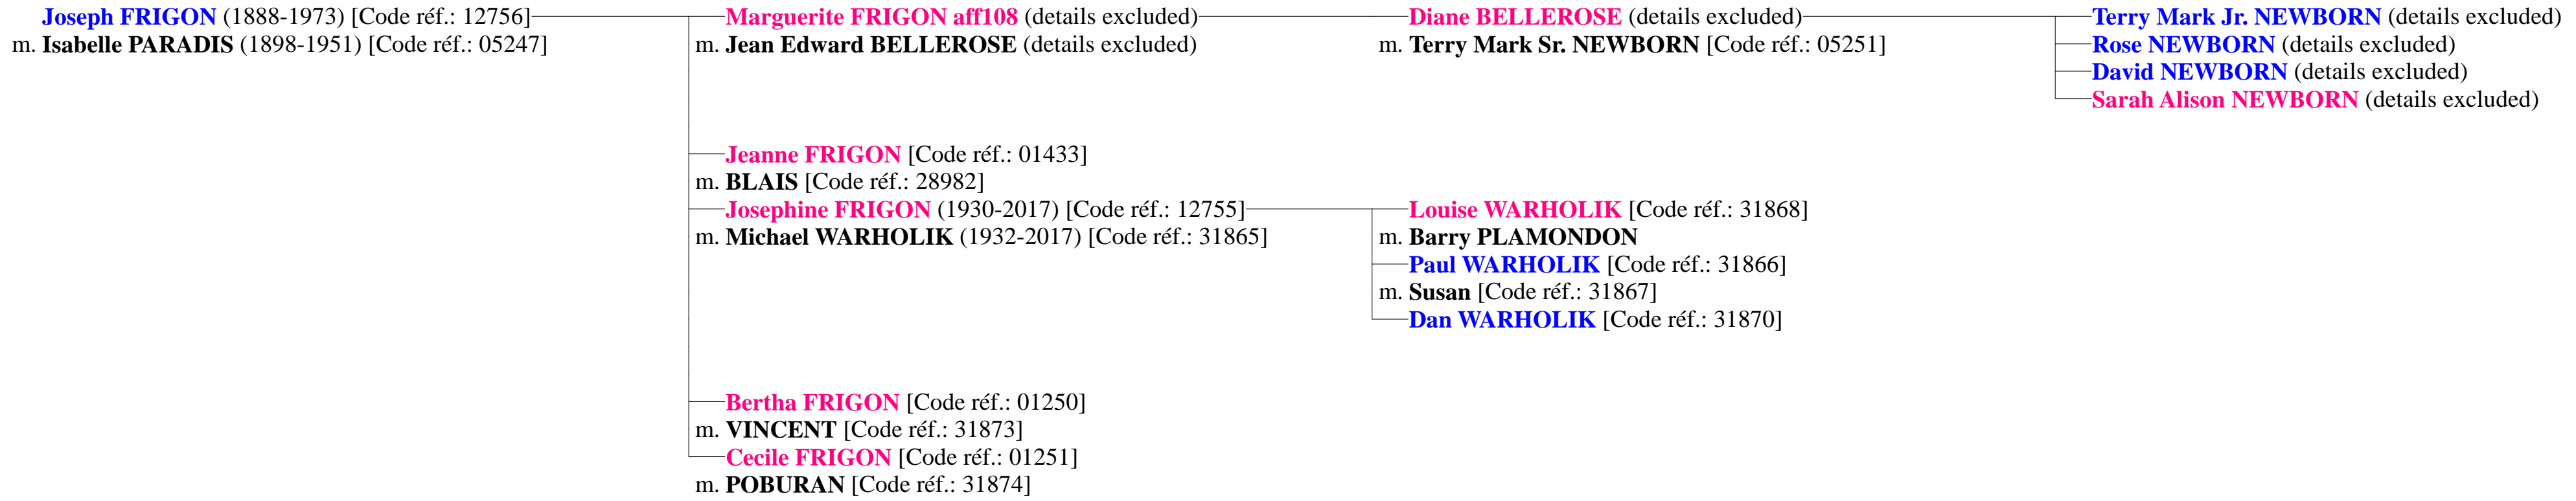 Joseph FRIGON (1888-1973) [Code réf.: 12756] Marguerite FRIGON aff108 (details excluded) Diane BELLEROSE (details excluded) Terry Mark Jr. NEWBORN (details excluded)
m. Isabelle PARADIS (1898-1951) [Code réf.: 05247] m. Jean Edward BELLEROSE (details excluded) m. Terry Mark Sr. NEWBORN [Code réf.: 05251] Rose NEWBORN (details excluded)
David NEWBORN (details excluded)
Sarah Alison NEWBORN (details excluded)
Jeanne FRIGON [Code réf.: 01433]
m. BLAIS [Code réf.: 28982]
Josephine FRIGON (1930-2017) [Code réf.: 12755] Louise WARHOLIK [Code réf.: 31868]
m. Michael WARHOLIK (1932-2017) [Code réf.: 31865] m. Barry PLAMONDON
Paul WARHOLIK [Code réf.: 31866]
m. Susan [Code réf.: 31867]
Dan WARHOLIK [Code réf.: 31870]
Bertha FRIGON [Code réf.: 01250]
m. VINCENT [Code réf.: 31873]
Cecile FRIGON [Code réf.: 01251]
m. POBURAN [Code réf.: 31874]